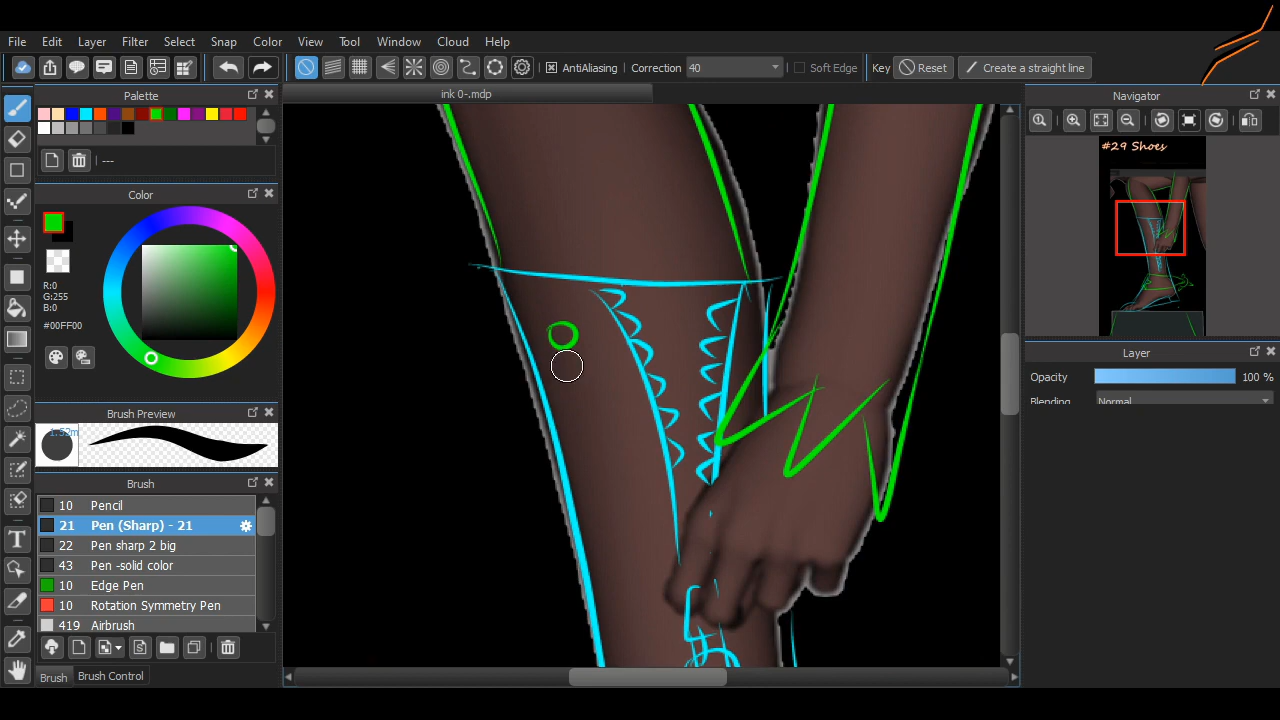 File Edit Layer Filter Select Snap Color View Tool Window Cloud Help
AntiAliasing Correction 40 Soft Edge Key Reset Create a straight line
Palette
ink 0-.mdp
Navigator
---
#29 Shoes
Color
R:0
G:255
B:0
#00FF00
Layer
Opacity 100 %
Blending Normal
Brush Preview
Brush
10 Pencil
21 Pen (Sharp) - 21
22 Pen sharp 2 big
43 Pen -solid color
10 Edge Pen
10 Rotation Symmetry Pen
419 Airbrush
Brush Brush Control